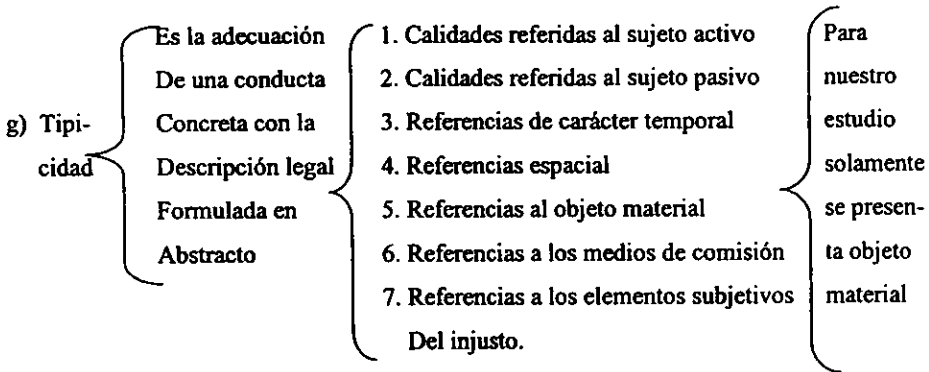 g) Tipi-
cidad
Es la adecuación
De una conducta
Concreta con la
Descripción legal
Formulada en
Abstracto
1. Calidades referidas al sujeto activo
2. Calidades referidas al sujeto pasivo
3. Referencias de carácter temporal
4. Referencias espacial
5. Referencias al objeto material
6. Referencias a los medios de comisión
7. Referencias a los elementos subjetivos
Del injusto.
Para
nuestro
estudio
solamente
se presen-
ta objeto
material